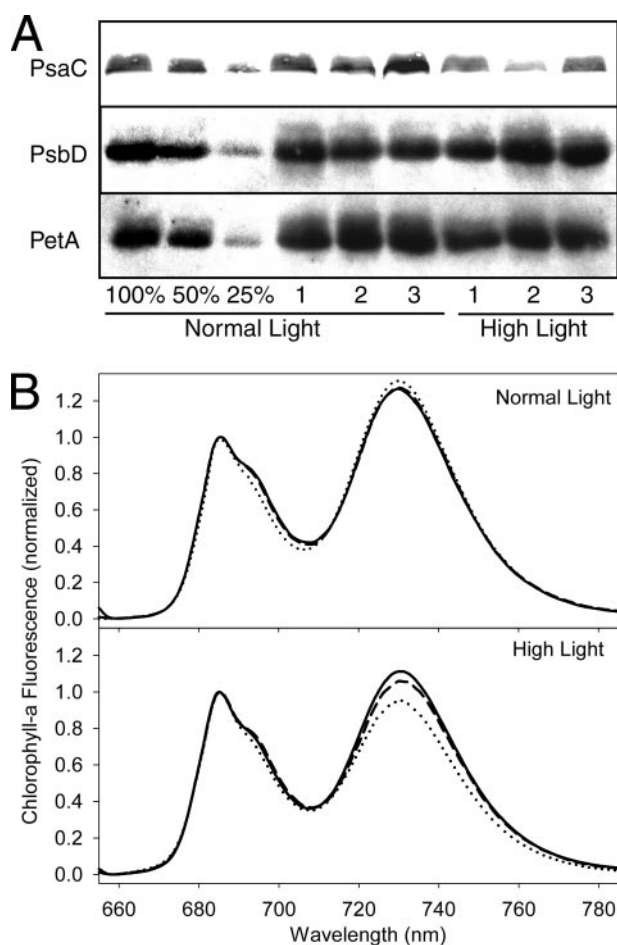 A
PsaC
PsbD
PetA
100% 50% 25% 1 2 3 1 2 3
Normal Light High Light
B
Normal Light
1.2
1.0
0.8
0.6
0.4
0.2
0.0
High Light
1.2
1.0
0.8
0.6
0.4
0.2
0.0
Chlorophyll-a Fluorescence (normalized)
660 680 700 720 740 760 780
Wavelength (nm)